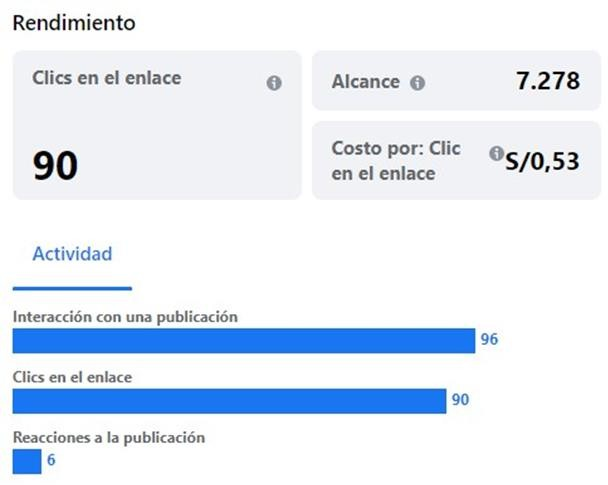 Rendimiento
Clics en el enlace
90
Alcance 7.278
Costo por: Clic
en el enlace
S/0,53
Actividad
Interacción con una publicación
96
Clics en el enlace
90
Reacciones a la publicación
6